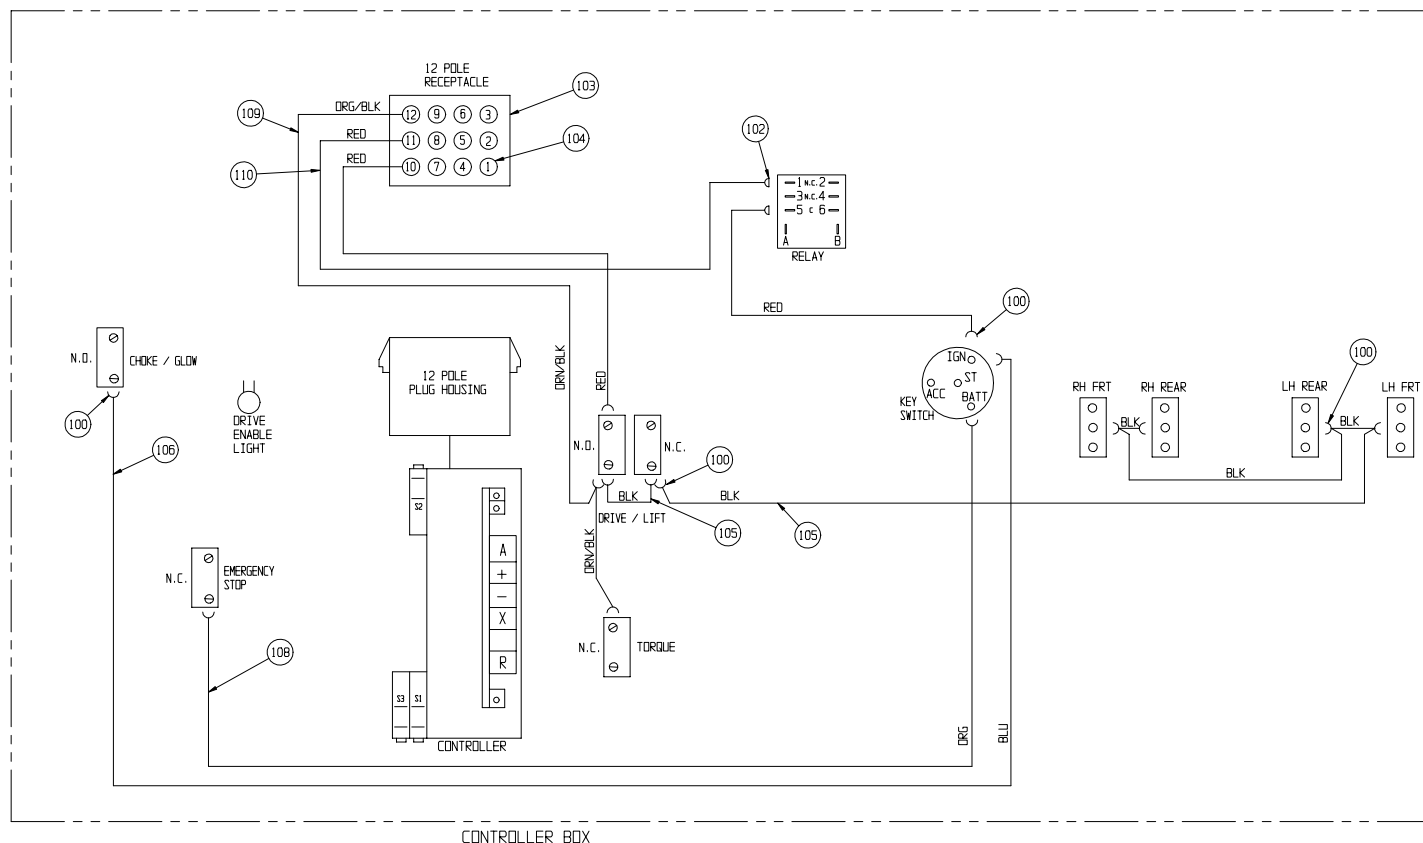 12 POLE
RECEPTACLE
103
109
ORG/BLK
12 9 6 3
RED
11 8 5 2
104
RED
10 7 4 1
110
102
1 N.C. 2
3 N.C. 4
5 C 6
A B
RELAY
RED
100
N.O.
CHOKE / GLOW
12 POLE
PLUG HOUSING
ORN/BLK
RED
IGN
ST
ACC
BATT
KEY
SWITCH
100
RH FRT
RH REAR
LH REAR
LH FRT
BLK
BLK
BLK
100
DRIVE
ENABLE
LIGHT
106
N.O.
N.C.
100
BLK
BLK
DRIVE / LIFT
105
105
S2
ORN/BLK
A
+
-
X
R
N.C.
EMERGENCY
STOP
108
N.C.
TORQUE
S3
S1
CONTROLLER
ORG
BLU
CONTROLLER BOX